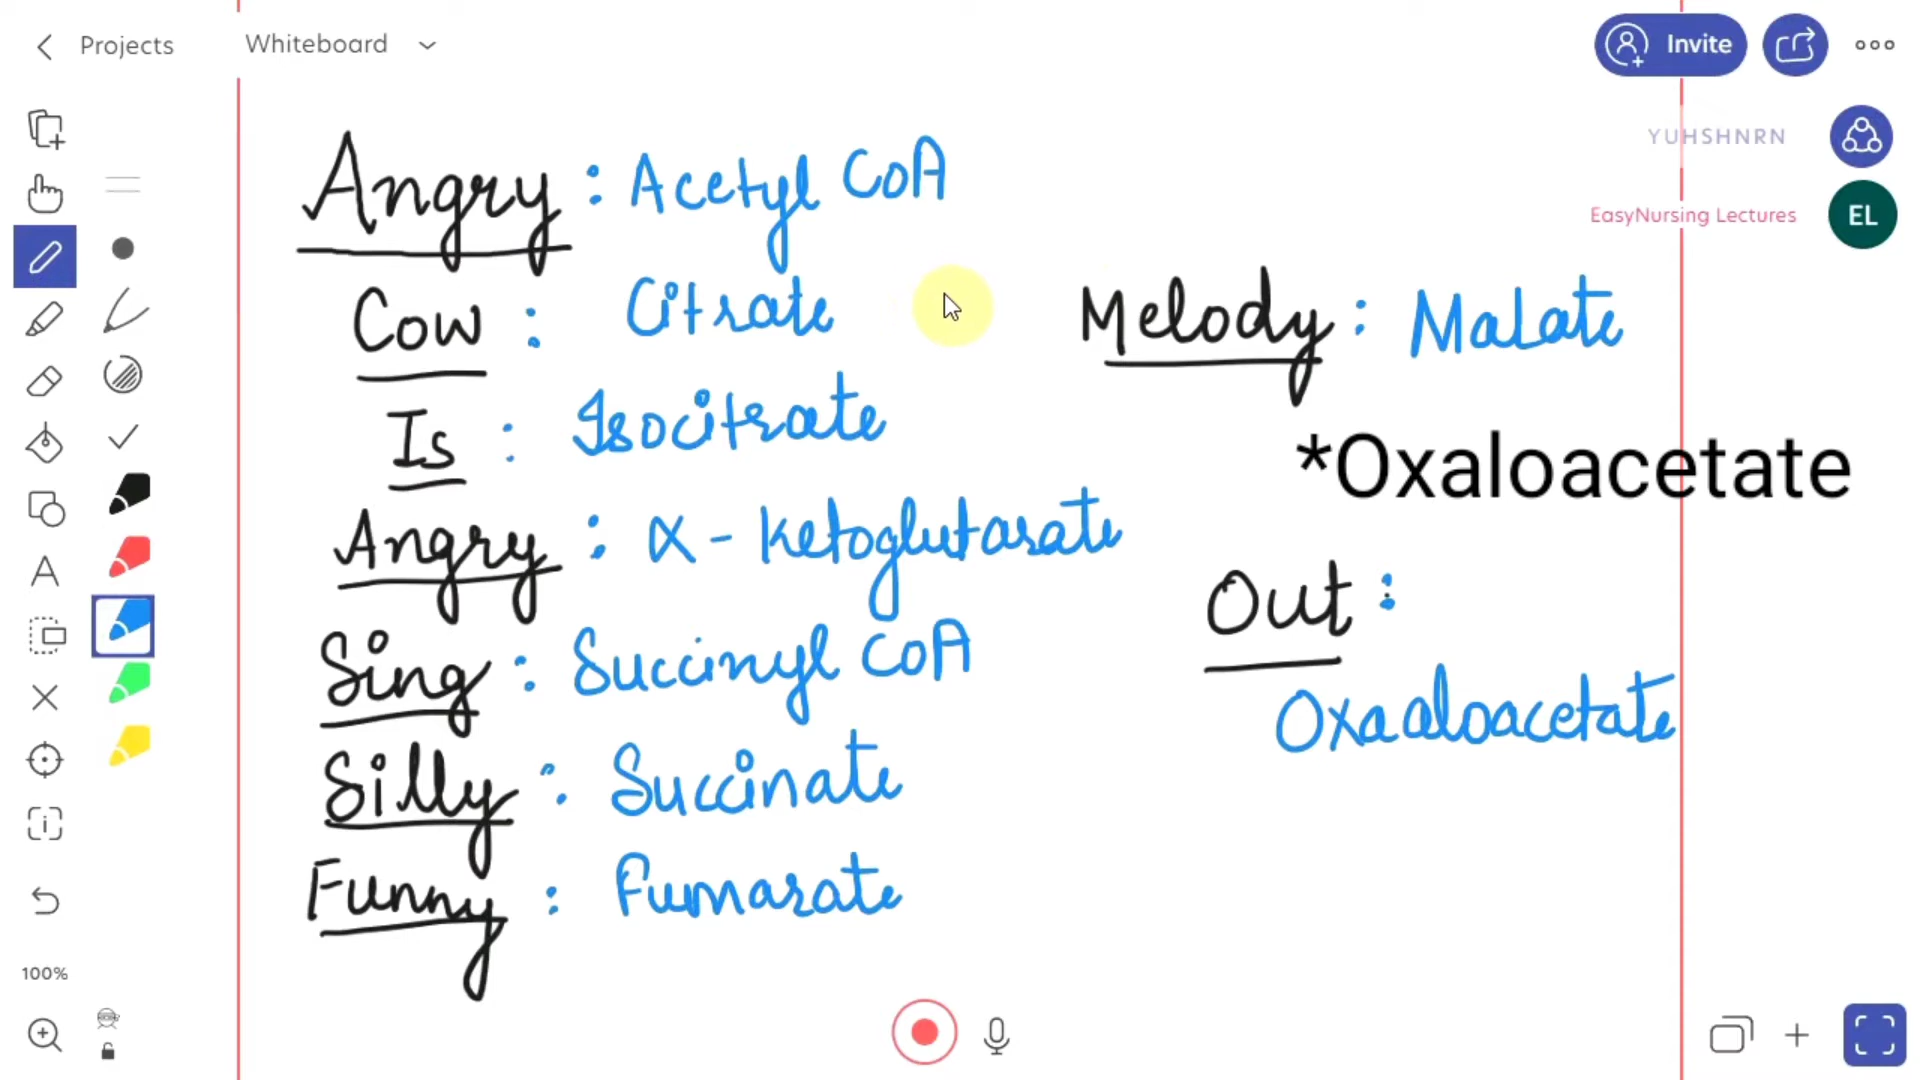 Projects
Whiteboard
Invite
YUHSHNRN
EasyNursing Lectures
EL
Angry : Acetyl CoA
Cow : Citrate
Is : Isocitrate
Angry : α - Ketoglutarate
Sing : Succinyl CoA
Silly : Succinate
Funny : Fumarate
Melody : Malate
*Oxaloacetate
Out :
Oxaaloacetate
A
100%